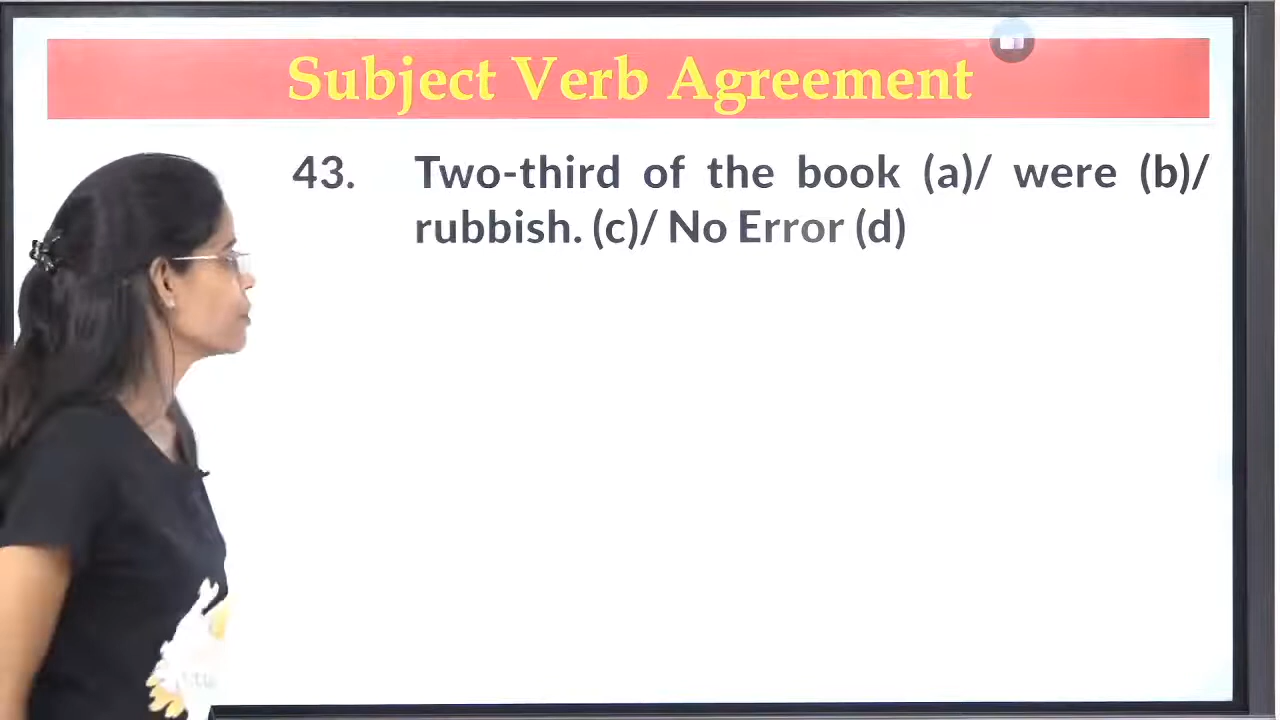 Subject Verb Agreement
43. Two-third of the book (a)/ were (b)/
rubbish. (c)/ No Error (d)